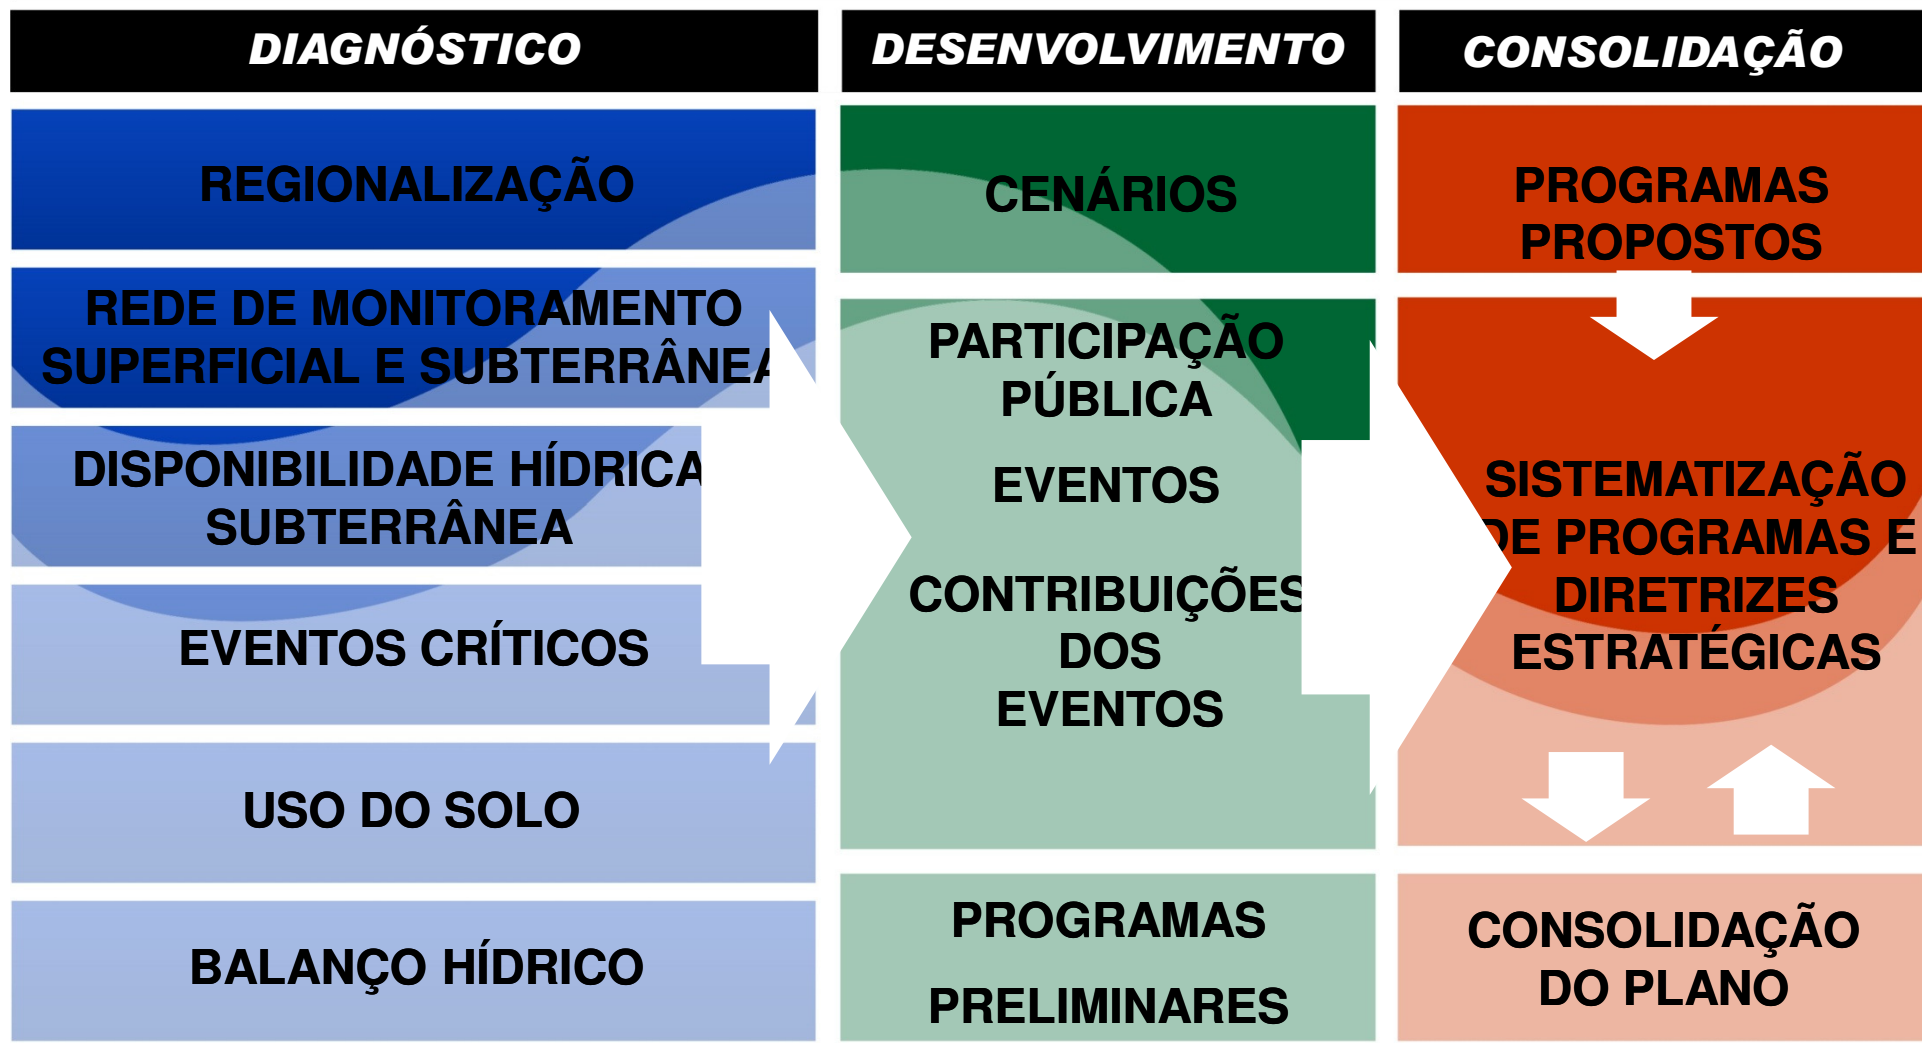 DIAGNÓSTICO
REGIONALIZAÇÃO
REDE DE MONITORAMENTO
SUPERFICIAL E SUBTERRÂNEA
DISPONIBILIDADE HÍDRICA
SUBTERRÂNEA
EVENTOS CRÍTICOS
USO DO SOLO
BALANÇO HÍDRICO
DESENVOLVIMENTO
CENÁRIOS
PARTICIPAÇÃO
PÚBLICA
EVENTOS
CONTRIBUIÇÕES
DOS
EVENTOS
PROGRAMAS
PRELIMINARES
CONSOLIDAÇÃO
PROGRAMAS
PROPOSTOS
SISTEMATIZAÇÃO
DE PROGRAMAS E
DIRETRIZES
ESTRATÉGICAS
CONSOLIDAÇÃO
DO PLANO